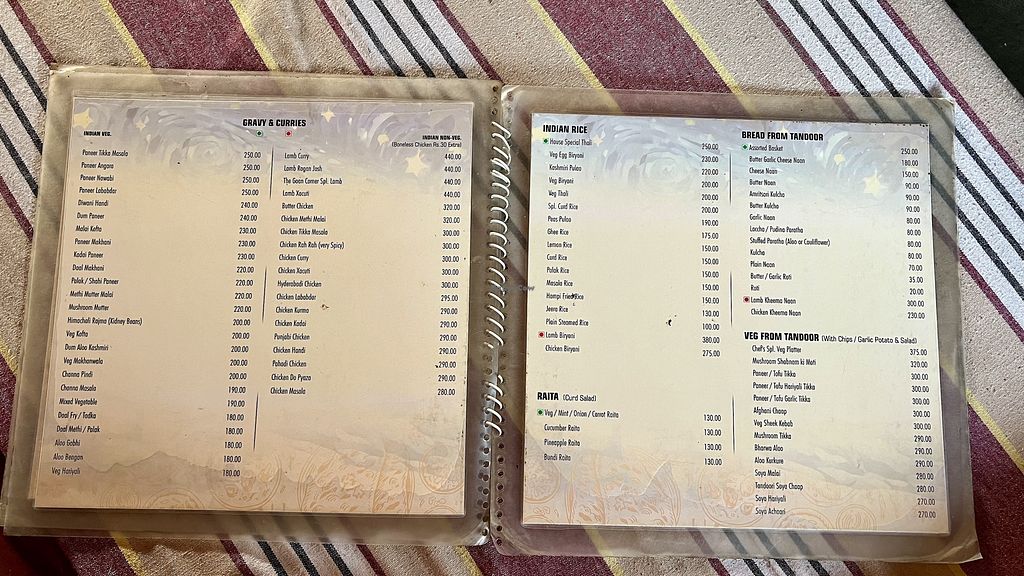 GRAVY & CURRIES
INDIAN VEG.
Paneer Tikka Masala 250.00
Paneer Angara 250.00
Paneer Nawabi 250.00
Paneer Lababdar 250.00
Diwani Handi 240.00
Dum Paneer 240.00
Malai Kofta 230.00
Paneer Makhani 230.00
Kadai Paneer 230.00
Daal Makhani 220.00
Palak / Shahi Paneer 220.00
Methi Mutter Malai 220.00
Mushroom Mutter 220.00
Himachali Rajma (Kidney Beans) 200.00
Veg Kofta 200.00
Dum Aloo Kashmiri 200.00
Veg Makhanwala 200.00
Channa Pindi 200.00
Channa Masala 190.00
Mixed Vegetable 190.00
Daal Fry / Tadka 180.00
Daal Methi / Palak 180.00
Aloo Gobhi 180.00
Aloo Bengan 180.00
Veg Hariyali 180.00
INDIAN NON-VEG.
(Boneless Chicken Rs.30 Extra)
Lamb Curry 440.00
Lamb Rogan Josh 440.00
The Goan Corner Spl. Lamb 440.00
Lamb Xacuti 440.00
Butter Chicken 320.00
Chicken Methi Malai 320.00
Chicken Tikka Masala 300.00
Chicken Rah Rah (very Spicy) 300.00
Chicken Curry 300.00
Chicken Xacuti 300.00
Hyderabadi Chicken 300.00
Chicken Lababdar 295.00
Chicken Kurma 290.00
Chicken Kadai 290.00
Punjabi Chicken 290.00
Chicken Handi 290.00
Pahadi Chicken 290.00
Chicken Do Pyaza 290.00
Chicken Masala 280.00
INDIAN RICE
House Special Thali 250.00
Veg Egg Biryani 230.00
Kashmiri Pulao 220.00
Veg Biryani 200.00
Veg Thali 200.00
Spl. Curd Rice 200.00
Peas Pulao 190.00
Ghee Rice 175.00
Lemon Rice 150.00
Curd Rice 150.00
Palak Rice 150.00
Masala Rice 150.00
Hampi Fried Rice 150.00
Jeera Rice 130.00
Plain Steamed Rice 100.00
Lamb Biryani 380.00
Chicken Biryani 275.00
RAITA (Curd Salad)
Veg / Mint / Onion / Carrot Raita 130.00
Cucumber Raita 130.00
Pineapple Raita 130.00
Bundi Raita 130.00
BREAD FROM TANDOOR
Assorted Basket 250.00
Butter Garlic Cheese Naan 180.00
Cheese Naan 150.00
Butter Naan 90.00
Amritsari Kulcha 90.00
Butter Kulcha 90.00
Garlic Naan 80.00
Laccha / Pudina Paratha 80.00
Stuffed Paratha (Aloo or Cauliflower) 80.00
Kulcha 80.00
Plain Naan 70.00
Butter / Garlic Roti 35.00
Roti 20.00
Lamb Kheema Naan 300.00
Chicken Kheema Naan 230.00
VEG FROM TANDOOR (With Chips / Garlic Potato & Salad)
Chef's Spl. Veg Platter 375.00
Mushroom Shabnam ki Moti 320.00
Paneer / Tofu Tikka 300.00
Paneer / Tofu Hariyali Tikka 300.00
Paneer / Tofu Garlic Tikka 300.00
Afghani Chaap 300.00
Veg Sheek Kebab 300.00
Mushroom Tikka 290.00
Bharwa Aloo 290.00
Aloo Kurkure 290.00
Soya Malai 280.00
Tandoori Soya Chaap 280.00
Soya Hariyali 270.00
Soya Achaari 270.00